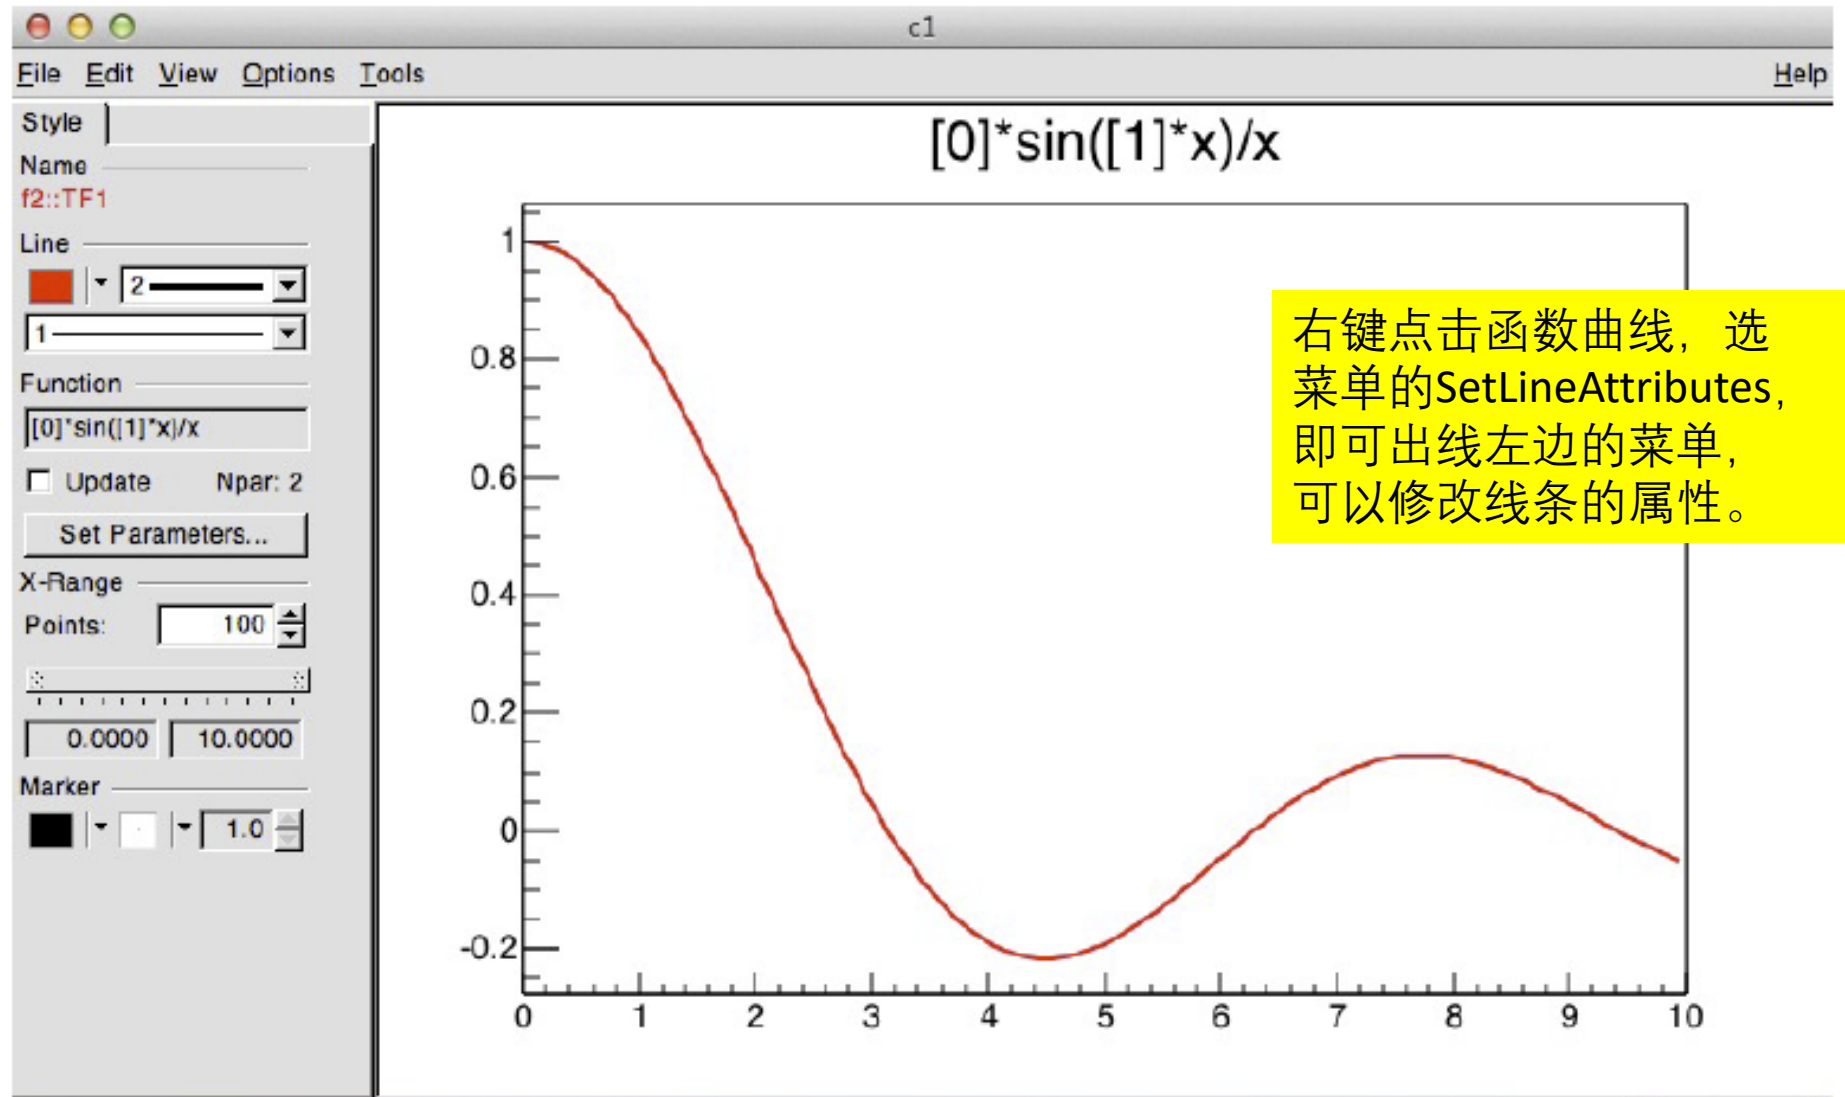 c1
File Edit View Options Tools Help
Style
Name
f2::TF1
Line
2
1
Function
[0]*sin([1]*x)/x
Update Npar: 2
Set Parameters...
X-Range
Points: 100
0.0000 10.0000
Marker
1.0
[0]*sin([1]*x)/x
1
0.8
0.6
0.4
0.2
0
-0.2
0 1 2 3 4 5 6 7 8 9 10
右键点击函数曲线，选
菜单的SetLineAttributes，
即可出线左边的菜单，
可以修改线条的属性。